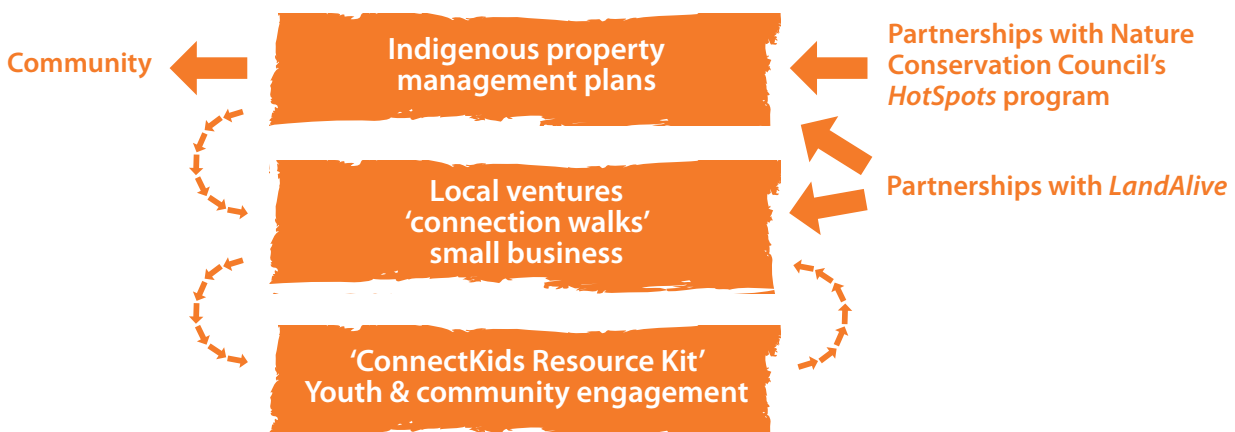 Community
Indigenous property
management plans
Partnerships with Nature
Conservation Council’s
HotSpots program
Local ventures
‘connection walks’
small business
Partnerships with LandAlive
‘ConnectKids Resource Kit’
Youth & community engagement